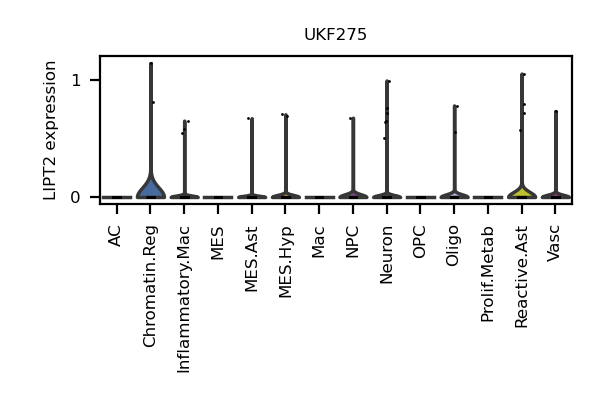 UKF275
LIPT2 expression
1
0
AC
Chromatin.Reg
Inflammatory.Mac
MES
MES.Ast
MES.Hyp
Mac
NPC
Neuron
OPC
Oligo
Prolif.Metab
Reactive.Ast
Vasc